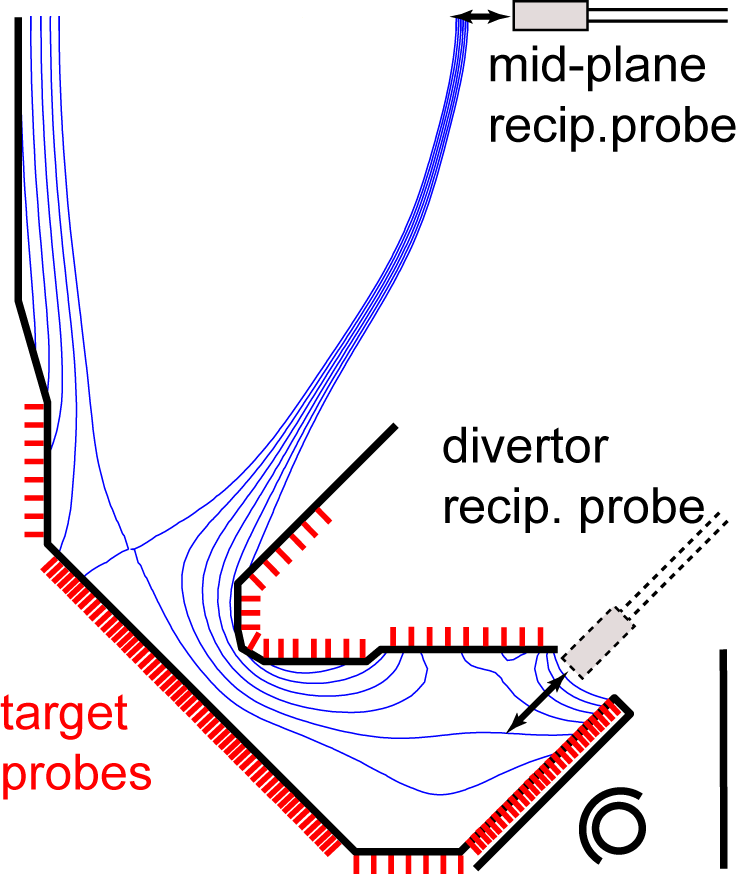 mid-plane
recip.probe
divertor
recip. probe
target
probes